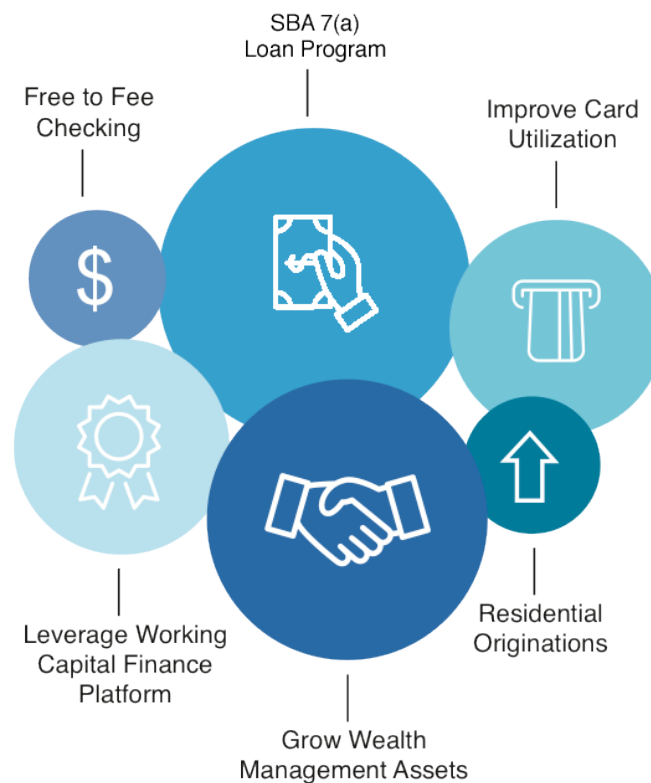 SBA 7(a)
Loan Program
Free to Fee
Checking
Improve Card
Utilization
$
Leverage Working
Capital Finance
Platform
Residential
Originations
Grow Wealth
Management Assets